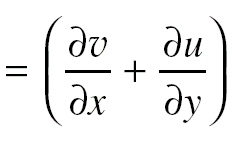 = (∂v/∂x + ∂u/∂y)